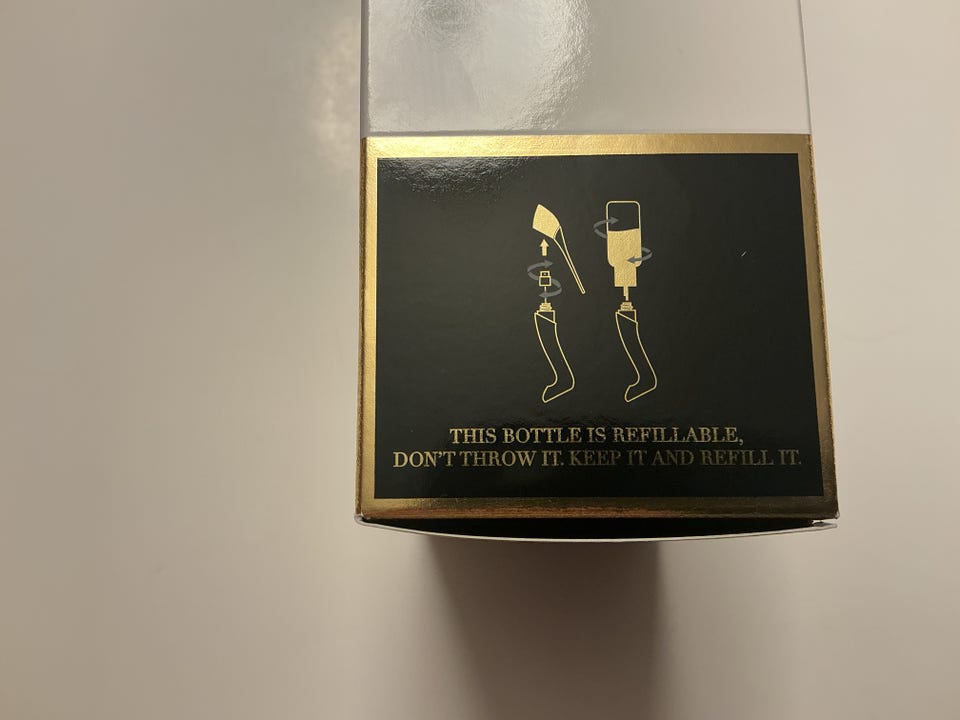 THIS BOTTLE IS REFILLABLE,
DON'T THROW IT. KEEP IT AND REFILL IT.